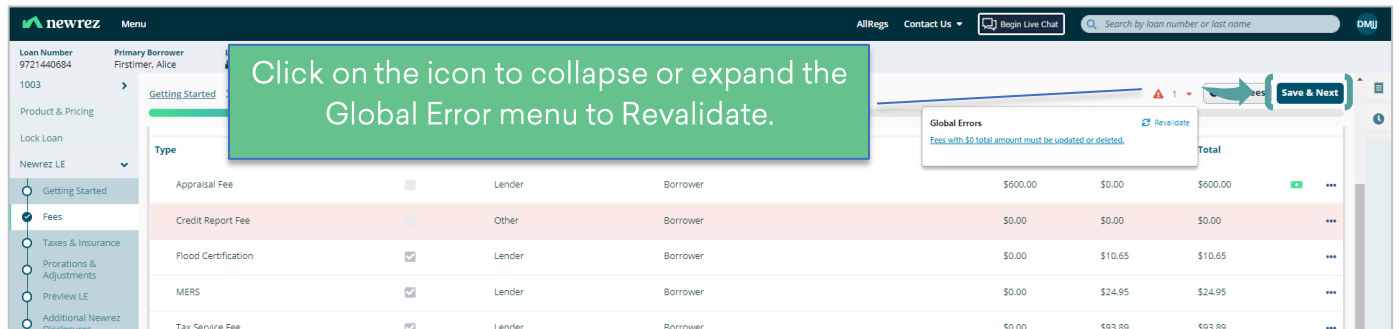 newrez Menu AllRegs Contact Us Begin Live Chat Search by loan number or last name DMJJ
Loan Number Primary Borrower
9721440684 Firstimer, Alice
Click on the icon to collapse or expand the
Global Error menu to Revalidate.
1003
Getting Started
1
Save & Next
Product & Pricing
Lock Loan
Newrez LE
Getting Started
Fees
Taxes & Insurance
Prorations &
Adjustments
Preview LE
Additional Newrez
Disclosures
Global Errors Revalidate
Fees with $0 total amount must be updated or deleted.
Type Total
Appraisal Fee Lender Borrower $600.00 $0.00 $600.00
Credit Report Fee Other Borrower $0.00 $0.00 $0.00
Flood Certification Lender Borrower $0.00 $10.65 $10.65
MERS Lender Borrower $0.00 $24.95 $24.95
Tax Service Fee Lender Borrower $0.00 $93.89 $93.89